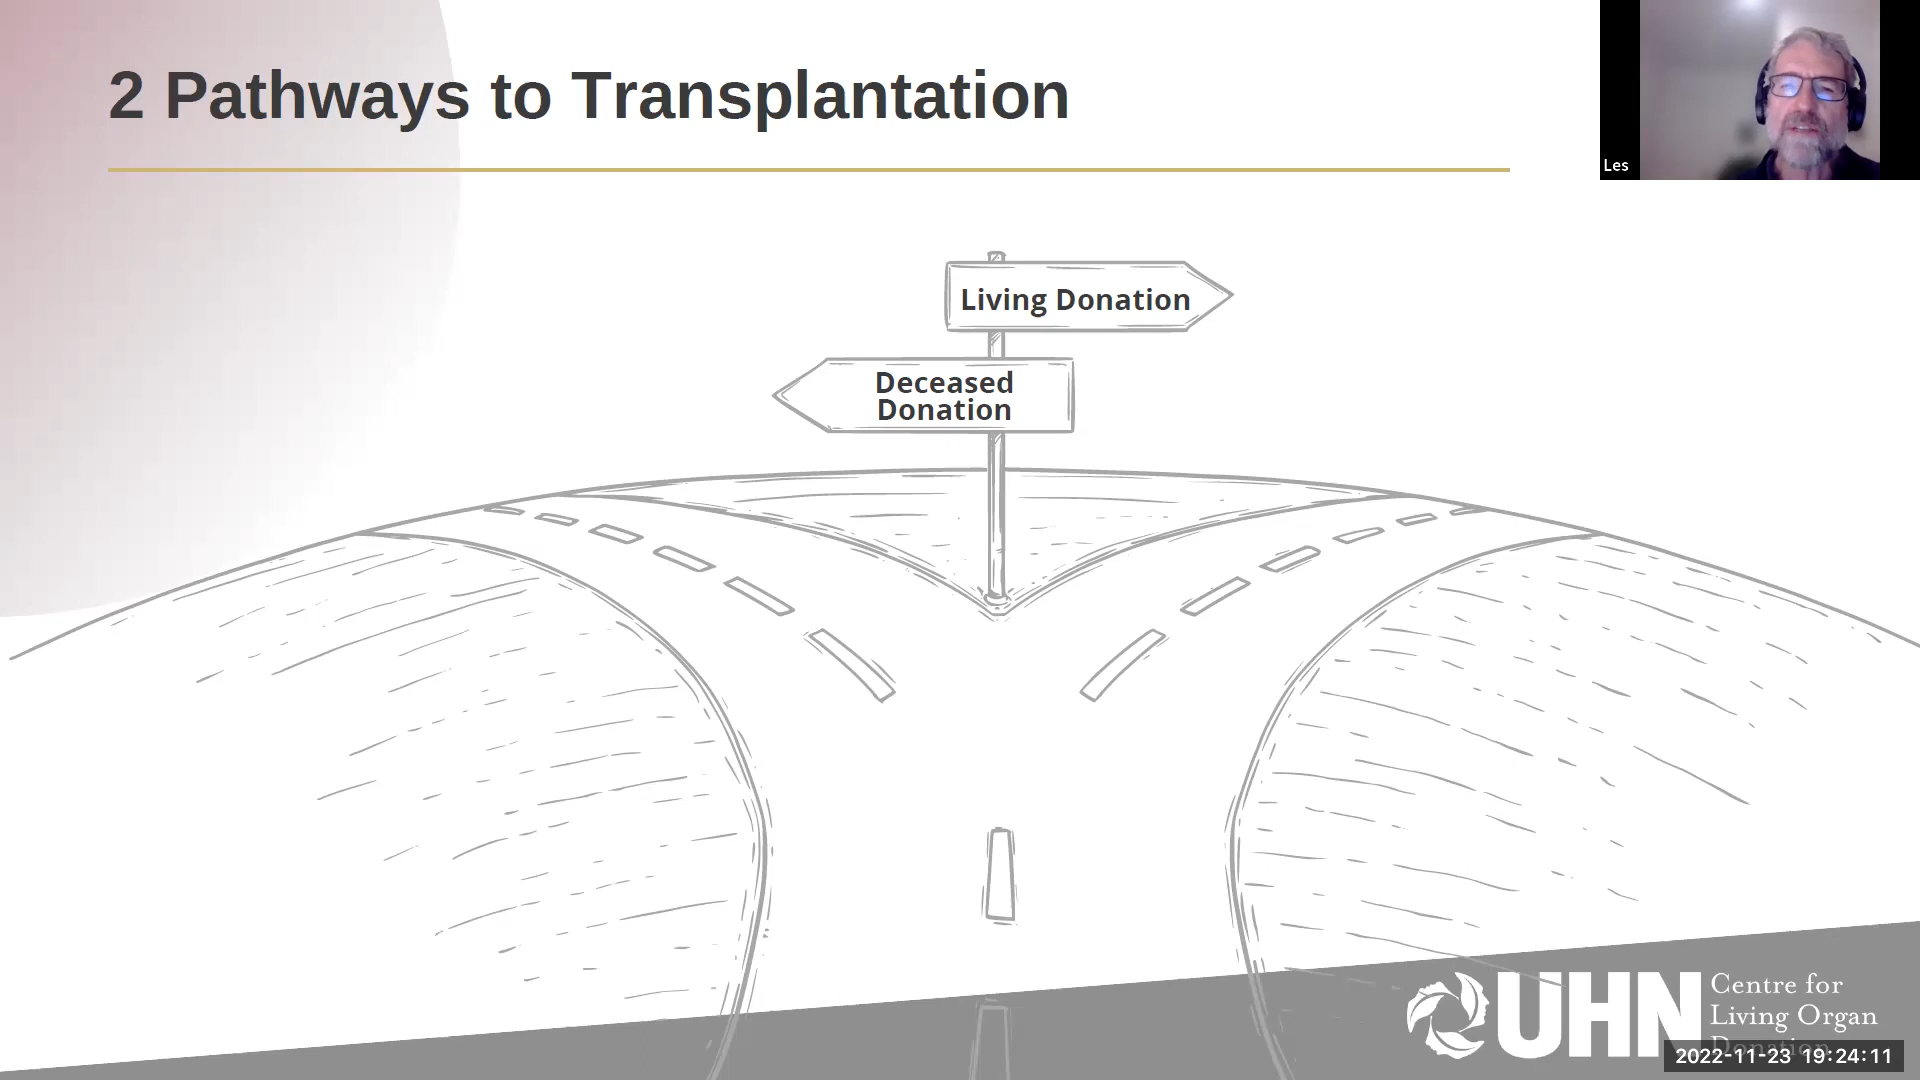 2 Pathways to Transplantation
Les
Living Donation
Deceased
Donation
UHN
Centre for
Living Organ
Donation
2022-11-23 19:24:11